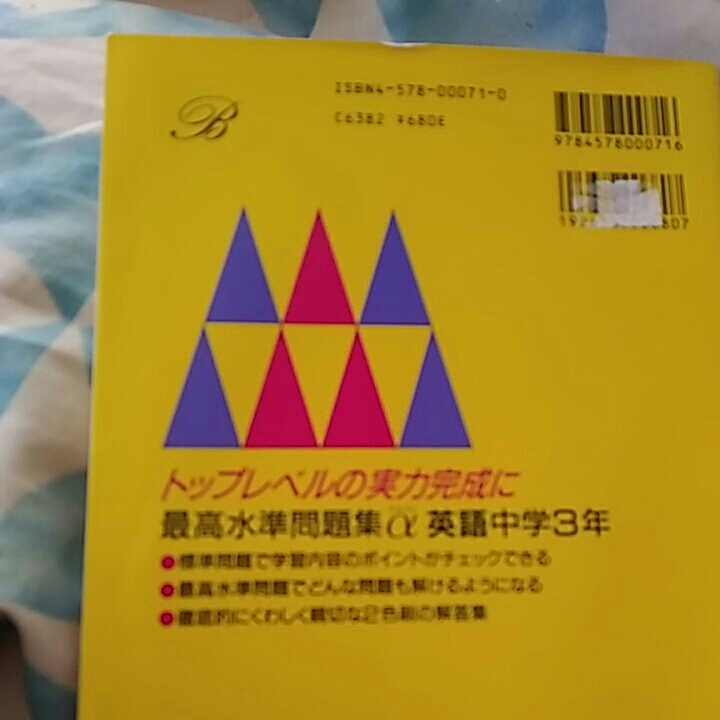 B
ISBN4-578-00071-0
C6382 ¥680E
9784578000716
トップレベルの実力完成に
最高水準問題集α 英語中学3年
●標準問題で学習内容のポイントがチェックできる
●最高水準問題でどんな問題も解けるようになる
●徹底的にくわしく親切な2色刷の解答集